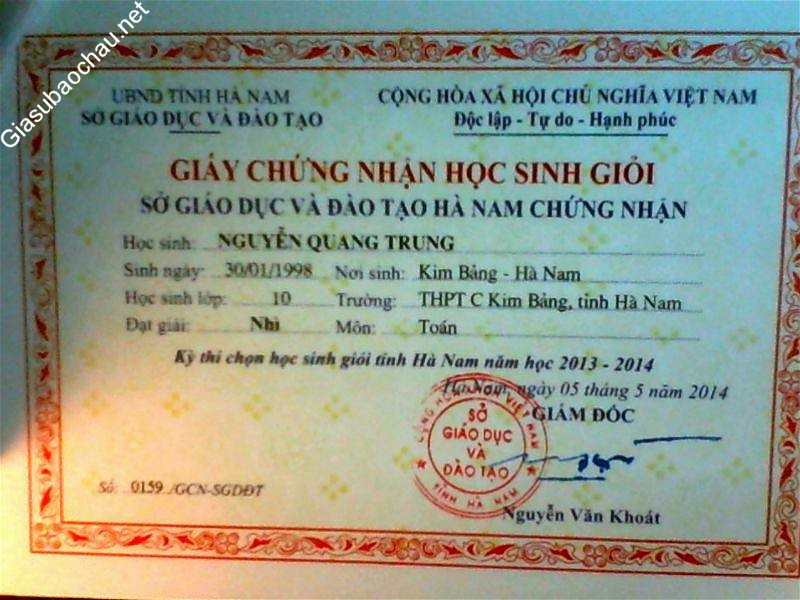 Giasubaochau.net
UBND TỈNH HÀ NAM
SỞ GIÁO DỤC VÀ ĐÀO TẠO
CỘNG HÒA XÃ HỘI CHỦ NGHĨA VIỆT NAM
Độc lập - Tự do - Hạnh phúc
GIẤY CHỨNG NHẬN HỌC SINH GIỎI
SỞ GIÁO DỤC VÀ ĐÀO TẠO HÀ NAM CHỨNG NHẬN
Học sinh: NGUYỄN QUANG TRUNG
Sinh ngày: 30/01/1998 Nơi sinh: Kim Bảng - Hà Nam
Học sinh lớp: 10 Trường: THPT C Kim Bảng, tỉnh Hà Nam
Đạt giải: Nhì Môn: Toán
Kỳ thi chọn học sinh giỏi tỉnh Hà Nam năm học 2013 - 2014
Hà Nam, ngày 05 tháng 5 năm 2014
GIÁM ĐỐC
CỘNG HÒA XHCN VIỆT NAM
SỞ
GIÁO DỤC
VÀ
ĐÀO TẠO
TỈNH HÀ NAM
Số: 0159 /GCN-SGDĐT
Nguyễn Văn Khoát